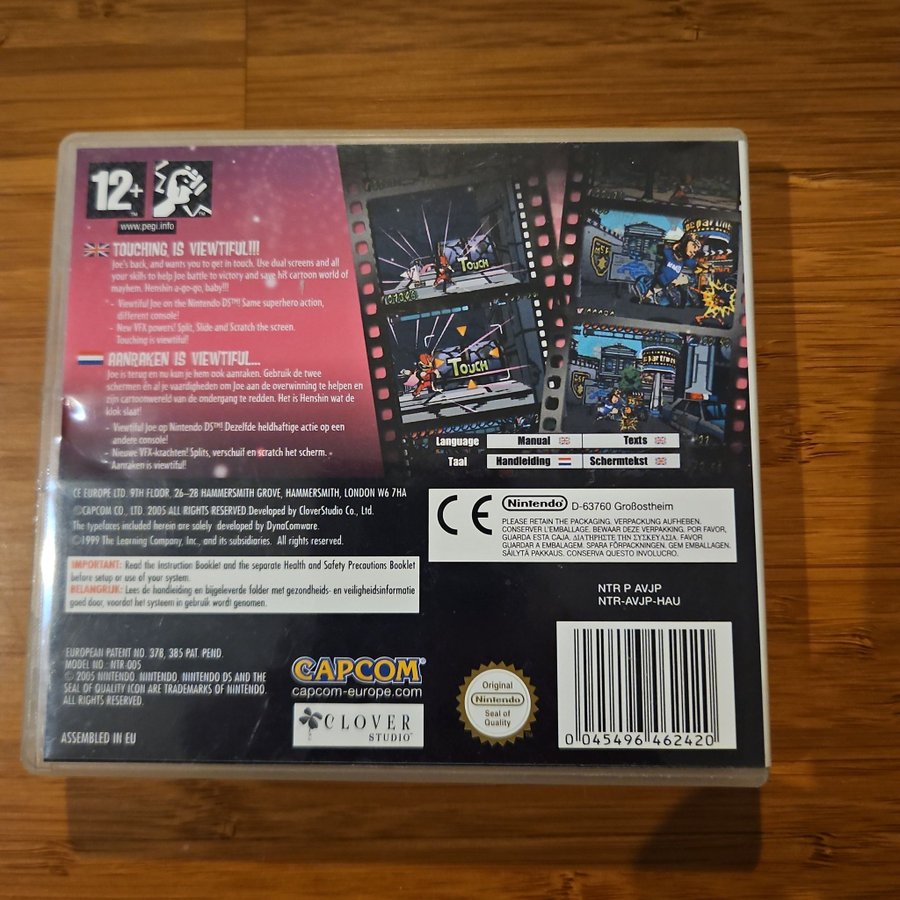 12+
www.pegi.info
TOUCHING IS VIEWTIFUL!!!
Joe's back, and wants you to get in touch. Use dual screens and all
your skills to help Joe battle to victory and save his cartoon world of
mayhem. Henshin a-go-go, baby!!!
- Viewtiful Joe on the Nintendo DS™! Same superhero action,
different console!
- New VFX powers! Split, Slide and Scratch the screen.
Touching is viewtiful!
AANRAKEN IS VIEWTIFUL...
Joe is terug en nu kun je hem ook aanraken. Gebruik de twee
schermen én al je vaardigheden om Joe aan de overwinning te helpen en
zijn cartoonwereld van de ondergang te redden. Het is Henshin wat de
klok slaat!
- Viewtiful Joe op Nintendo DS™! Dezelfde heldhaftige actie op een
andere console!
- Nieuwe VFX-krachten! Splits, verschuif en scratch het scherm.
Aanraken is viewtiful!
TOUCH
TOUCH
Language Manual Texts
Taal Handleiding Schermtekst
CE EUROPE LTD. 9TH FLOOR, 26-28 HAMMERSMITH GROVE, HAMMERSMITH, LONDON W6 7HA
©CAPCOM CO., LTD. 2005 ALL RIGHTS RESERVED.Developed by CloverStudio Co., Ltd.
The typefaces included herein are solely developed by DynaComware.
©1999 The Learning Company, Inc., and its subsidiaries. All rights reserved.
IMPORTANT: Read the Instruction Booklet and the separate Health and Safety Precautions Booklet
before setup or use of your system.
BELANGRIJK: Lees de handleiding en bijgeleverde folder met gezondheids- en veiligheidsinformatie
goed door, voordat het systeem in gebruik wordt genomen.
CE Nintendo D-63760 Großostheim
PLEASE RETAIN THE PACKAGING. VERPACKUNG AUFHEBEN.
CONSERVER L'EMBALLAGE. BEWAAR DEZE VERPAKKING. POR FAVOR,
GUARDA ESTA CAJA. ΔΙΑΤΗΡΗΣΤΕ ΤΗΝ ΣΥΣΚΕΥΑΣΙΑ. FAVOR
GUARDAR A EMBALAGEM. SPARA FÖRPACKNINGEN. GEM EMBALLAGEN.
SÄILYTÄ PAKKAUS. CONSERVA QUESTO INVOLUCRO.
NTR P AVJP
NTR-AVJP-HAU
EUROPEAN PATENT NO. 378, 385 PAT. PEND.
MODEL NO.: NTR-005
© 2005 NINTENDO. NINTENDO, NINTENDO DS AND THE
SEAL OF QUALITY ICON ARE TRADEMARKS OF NINTENDO.
ALL RIGHTS RESERVED.
ASSEMBLED IN EU
CAPCOM
capcom-europe.com
CLOVER
STUDIO
Original
Nintendo
Seal of
Quality
0 045496 462420